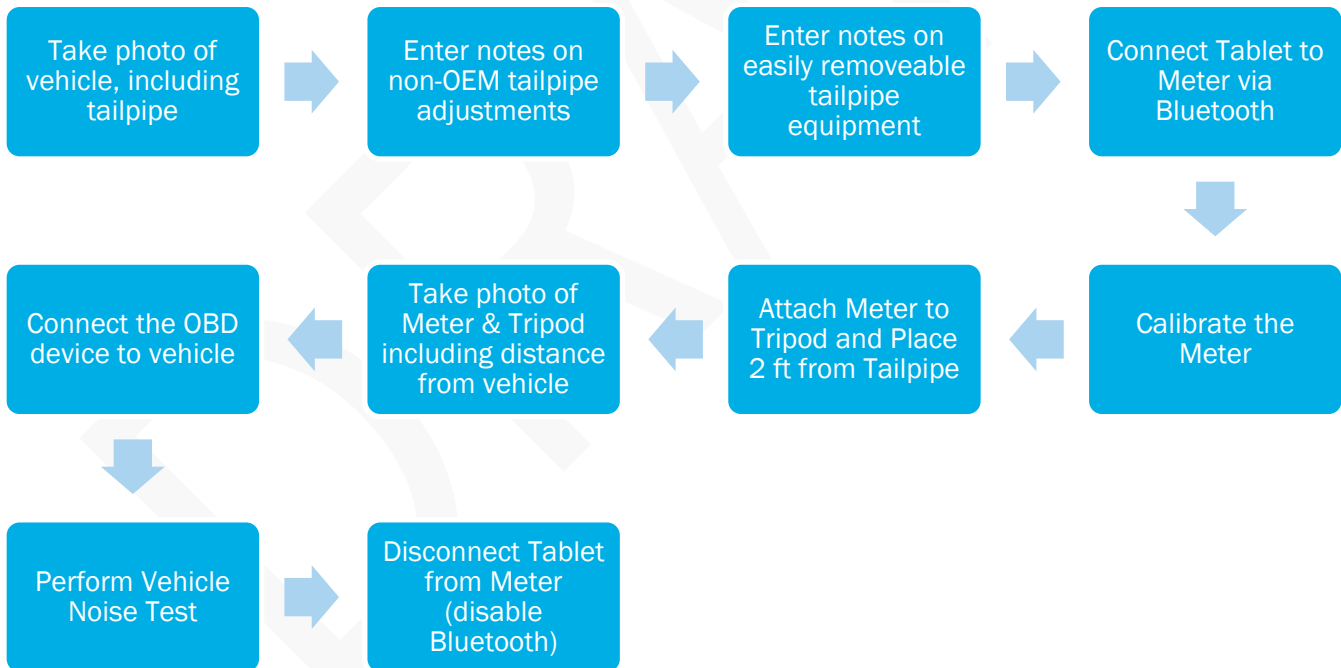 Take photo of
vehicle, including
tailpipe
Enter notes on
non-OEM tailpipe
adjustments
Enter notes on
easily removeable
tailpipe
equipment
Connect Tablet to
Meter via
Bluetooth
Calibrate the
Meter
Attach Meter to
Tripod and Place
2 ft from Tailpipe
Take photo of
Meter & Tripod
including distance
from vehicle
Connect the OBD
device to vehicle
Perform Vehicle
Noise Test
Disconnect Tablet
from Meter
(disable
Bluetooth)